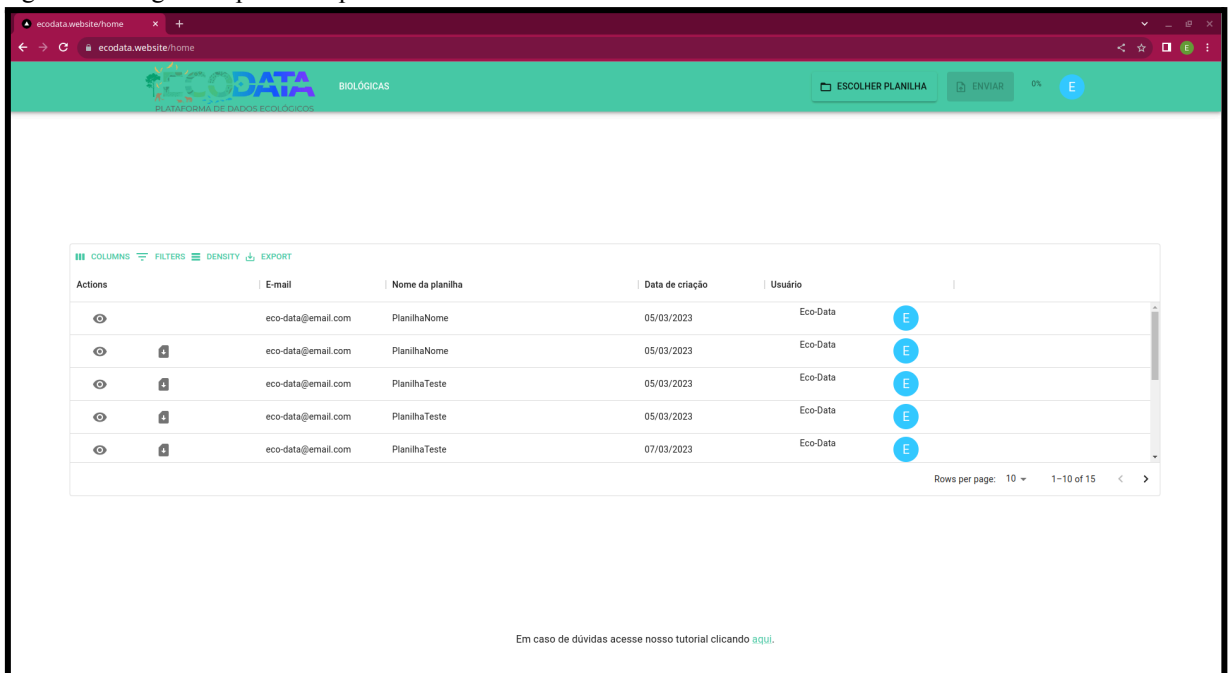 ecodata.website/home
ecodata.website/home
E
ECODATA
PLATAFORMA DE DADOS ECOLÓGICOS
BIOLÓGICAS
ESCOLHER PLANILHA
ENVIAR
0%
E
COLUMNS FILTERS DENSITY EXPORT
Actions E-mail Nome da planilha Data de criação Usuário
eco-data@email.com PlanilhaNome 05/03/2023 Eco-Data E
eco-data@email.com PlanilhaNome 05/03/2023 Eco-Data E
eco-data@email.com PlanilhaTeste 05/03/2023 Eco-Data E
eco-data@email.com PlanilhaTeste 05/03/2023 Eco-Data E
eco-data@email.com PlanilhaTeste 07/03/2023 Eco-Data E
Rows per page: 10 1–10 of 15
Em caso de dúvidas acesse nosso tutorial clicando aqui.